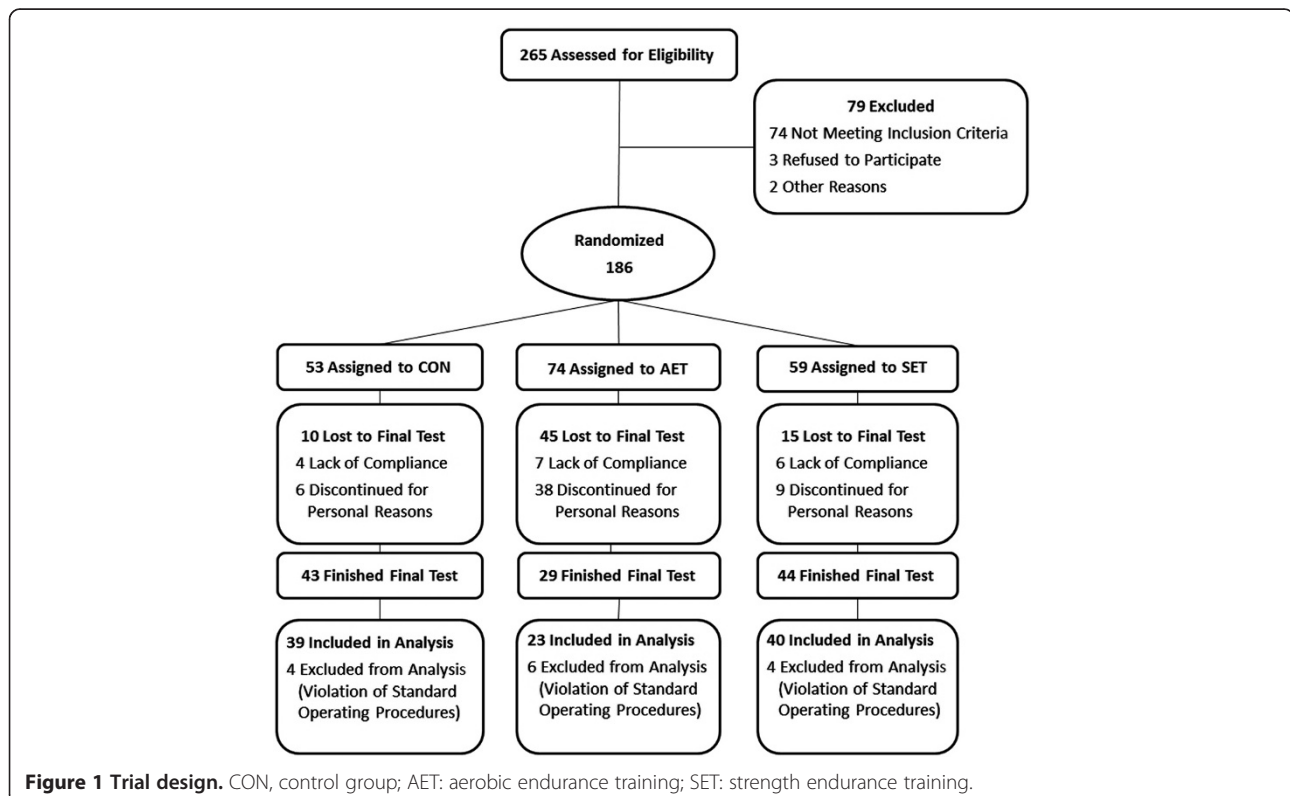 265 Assessed for Eligibility
79 Excluded
74 Not Meeting Inclusion Criteria
3 Refused to Participate
2 Other Reasons
Randomized
186
53 Assigned to CON
74 Assigned to AET
59 Assigned to SET
10 Lost to Final Test
4 Lack of Compliance
6 Discontinued for
Personal Reasons
45 Lost to Final Test
7 Lack of Compliance
38 Discontinued for
Personal Reasons
15 Lost to Final Test
6 Lack of Compliance
9 Discontinued for
Personal Reasons
43 Finished Final Test
29 Finished Final Test
44 Finished Final Test
39 Included in Analysis
4 Excluded from Analysis
(Violation of Standard
Operating Procedures)
23 Included in Analysis
6 Excluded from Analysis
(Violation of Standard
Operating Procedures)
40 Included in Analysis
4 Excluded from Analysis
(Violation of Standard
Operating Procedures)
Figure 1 Trial design. CON, control group; AET: aerobic endurance training; SET: strength endurance training.